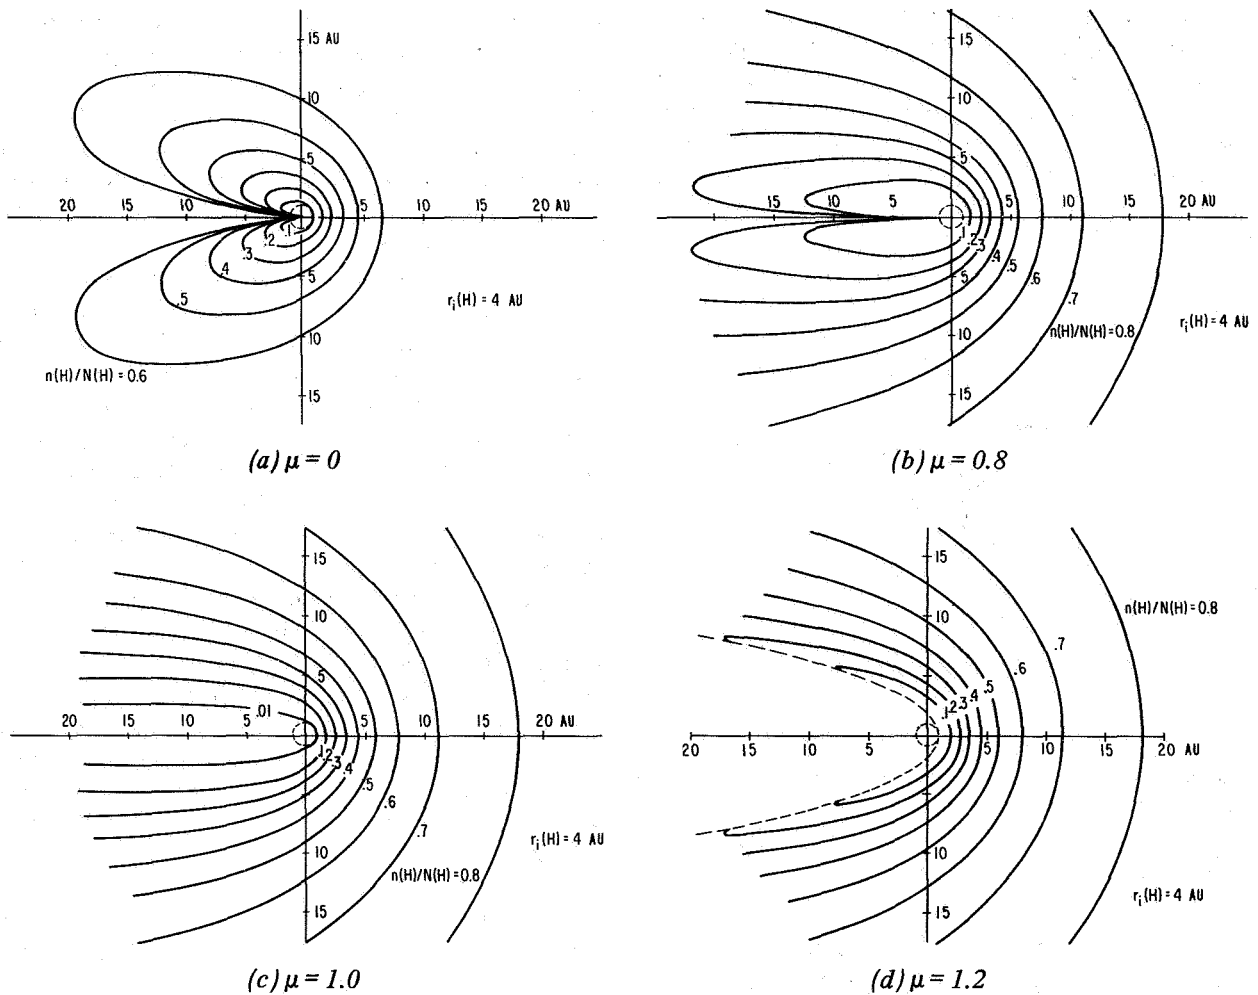 15 AU
10
5
20 15 10 5 15 20 AU
.1
.2
.3
.4
.5
5
10
15
r_i(H) = 4 AU
n(H)/N(H) = 0.6
(a) μ = 0
15
10
5
15 10 5 5 10 15 20
.1 .2 .3 .4 .5 .6 .7
5
10
15
n(H)/N(H)=0.8
r_i(H)=4 AU
(b) μ = 0.8
15
10
5
.01
20 15 10 5 5 10 15 20 AU
.1 .2 .3 .4 .5 .6 .7
10
15
r_i(H) = 4 AU
n(H)/N(H)=0.8
(c) μ = 1.0
15
10
n(H)/N(H)=0.8
.1 .2 .3 .4 .5 .6 .7
20 15 10 5 5 10 15 20 AU
10
15
r_i(H)=4 AU
(d) μ = 1.2